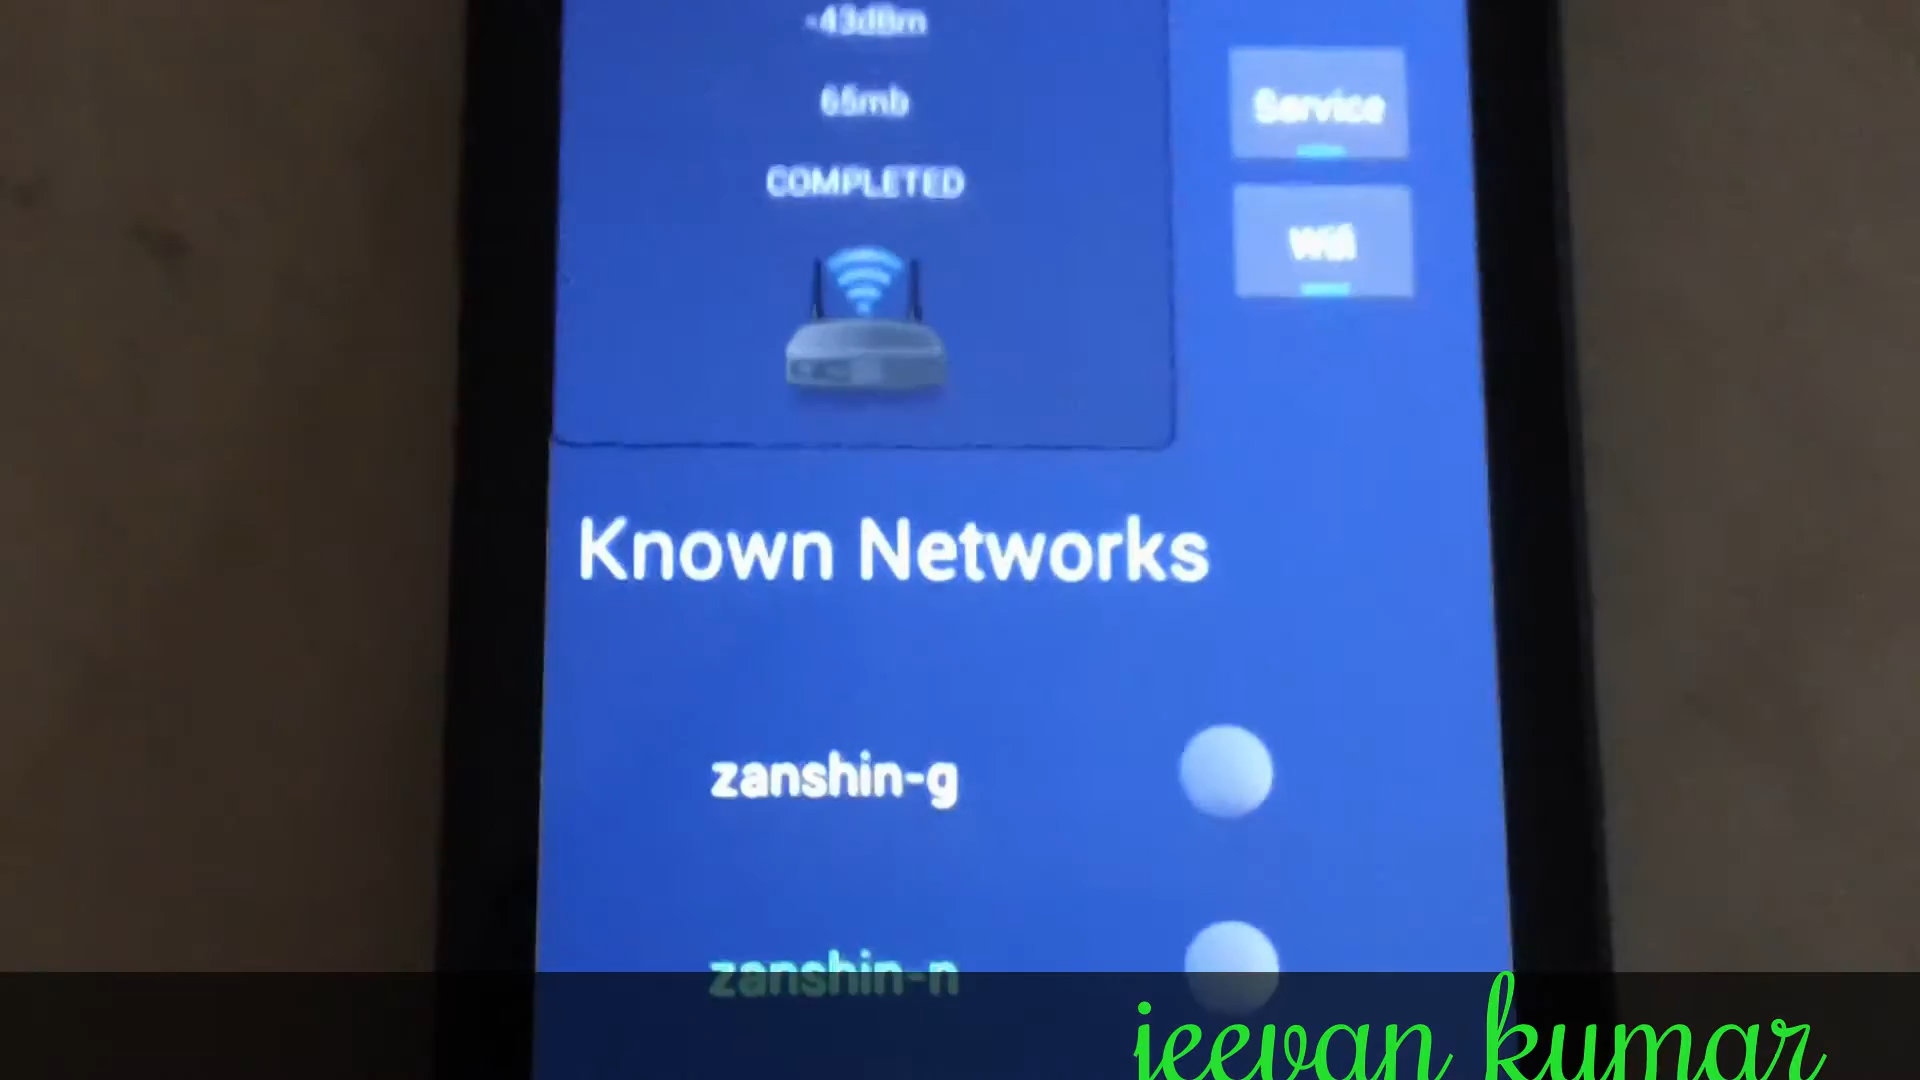 -43dBm
65mb
COMPLETED
Service
Wifi
Known Networks
zanshin-g
zanshin-n
jeevan kumar